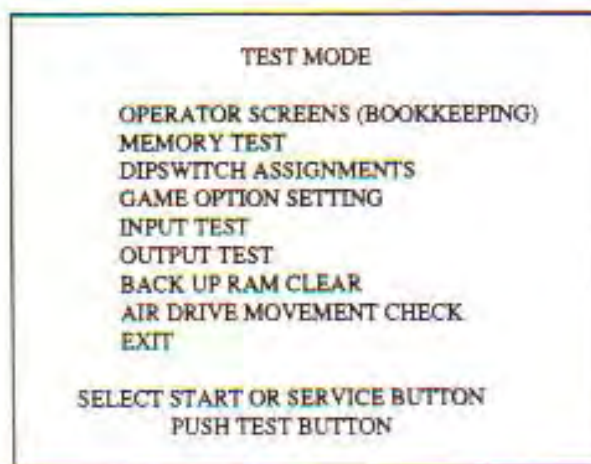 TEST MODE
OPERATOR SCREENS (BOOKKEEPING)
MEMORY TEST
DIPSWITCH ASSIGNMENTS
GAME OPTION SETTING
INPUT TEST
OUTPUT TEST
BACK UP RAM CLEAR
AIR DRIVE MOVEMENT CHECK
EXIT
SELECT START OR SERVICE BUTTON
PUSH TEST BUTTON